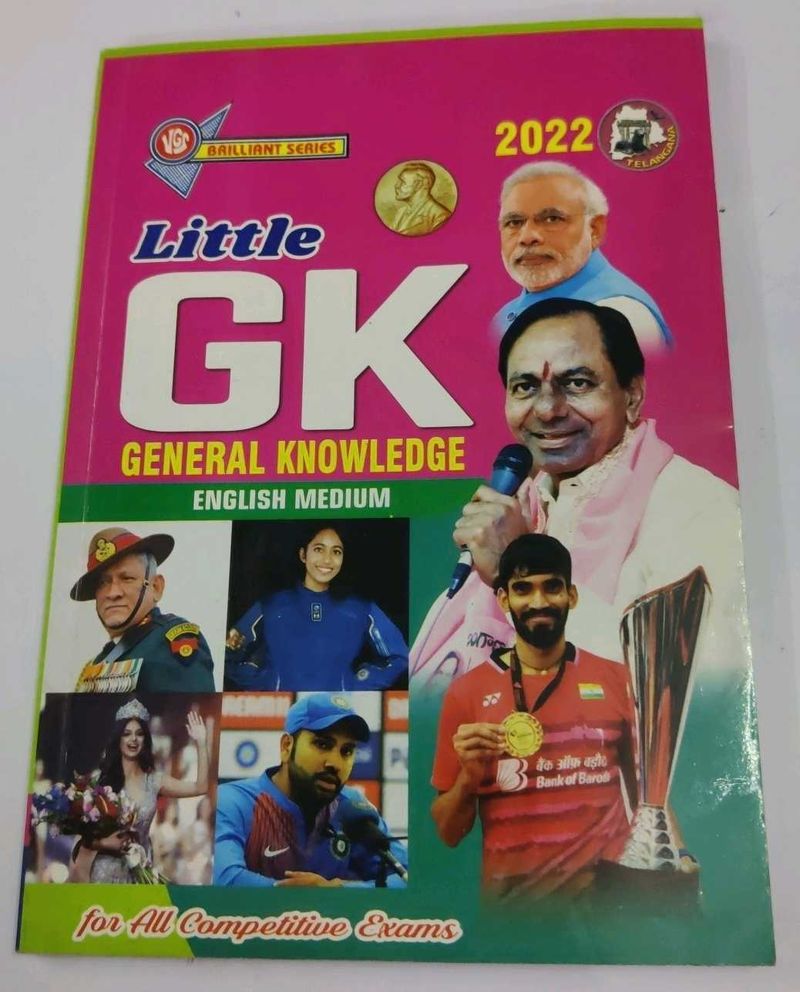 VGS
BRILLIANT SERIES
2022
TELANGANA
Little
GK
GENERAL KNOWLEDGE
ENGLISH MEDIUM
बैंक ऑफ़ बड़ौदा
Bank of Baroda
for All Competitive Exams